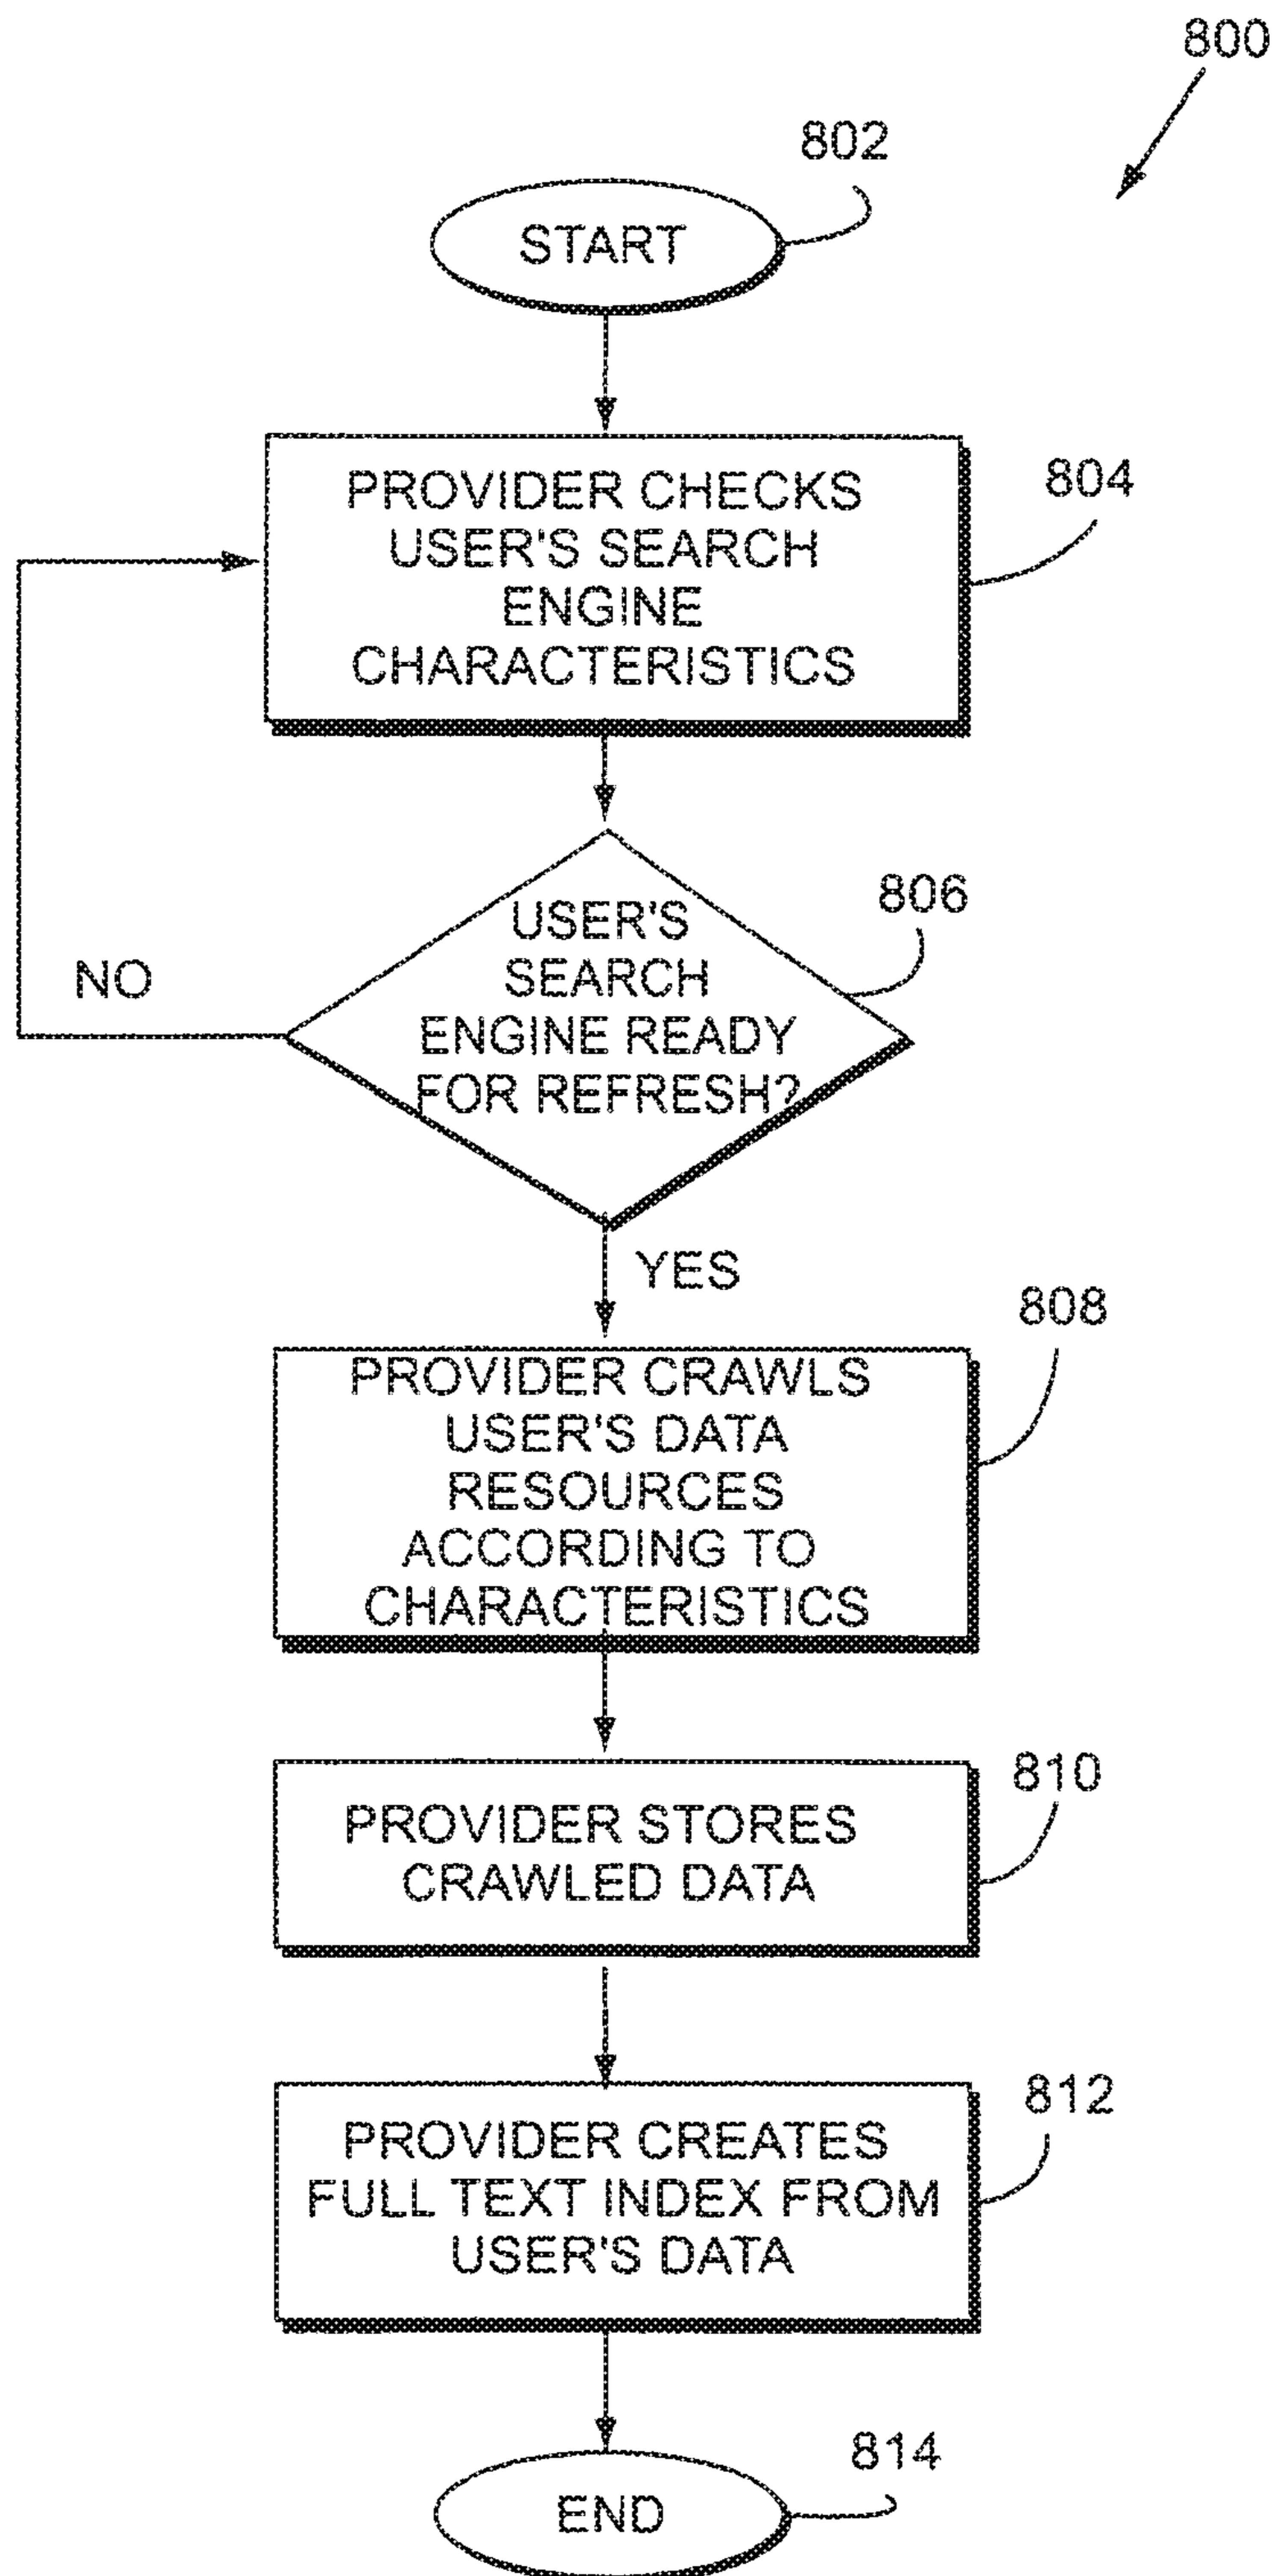 800
802
START
PROVIDER CHECKS
USER'S SEARCH
ENGINE
CHARACTERISTICS
804
USER'S
SEARCH
ENGINE READY
FOR REFRESH?
806
NO
YES
PROVIDER CRAWLS
USER'S DATA
RESOURCES
ACCORDING TO
CHARACTERISTICS
808
PROVIDER STORES
CRAWLED DATA
810
PROVIDER CREATES
FULL TEXT INDEX FROM
USER'S DATA
812
END
814